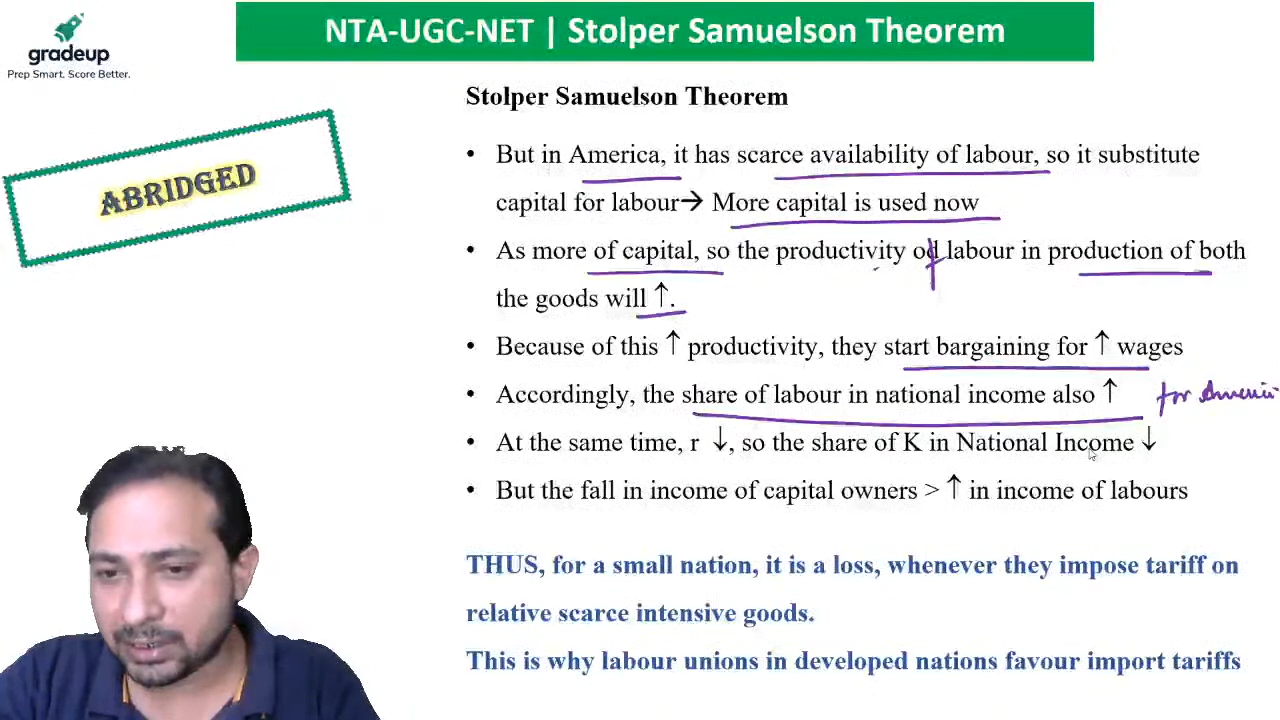 gradeup
Prep Smart. Score Better.
NTA-UGC-NET | Stolper Samuelson Theorem
ABRIDGED
Stolper Samuelson Theorem
• But in America, it has scarce availability of labour, so it substitute
capital for labour→ More capital is used now
• As more of capital, so the productivity of labour in production of both
the goods will ↑.
• Because of this ↑ productivity, they start bargaining for ↑ wages
• Accordingly, the share of labour in national income also ↑ for
• At the same time, r ↓, so the share of K in National Income ↓
• But the fall in income of capital owners > ↑ in income of labours
THUS, for a small nation, it is a loss, whenever they impose tariff on
relative scarce intensive goods.
This is why labour unions in developed nations favour import tariffs